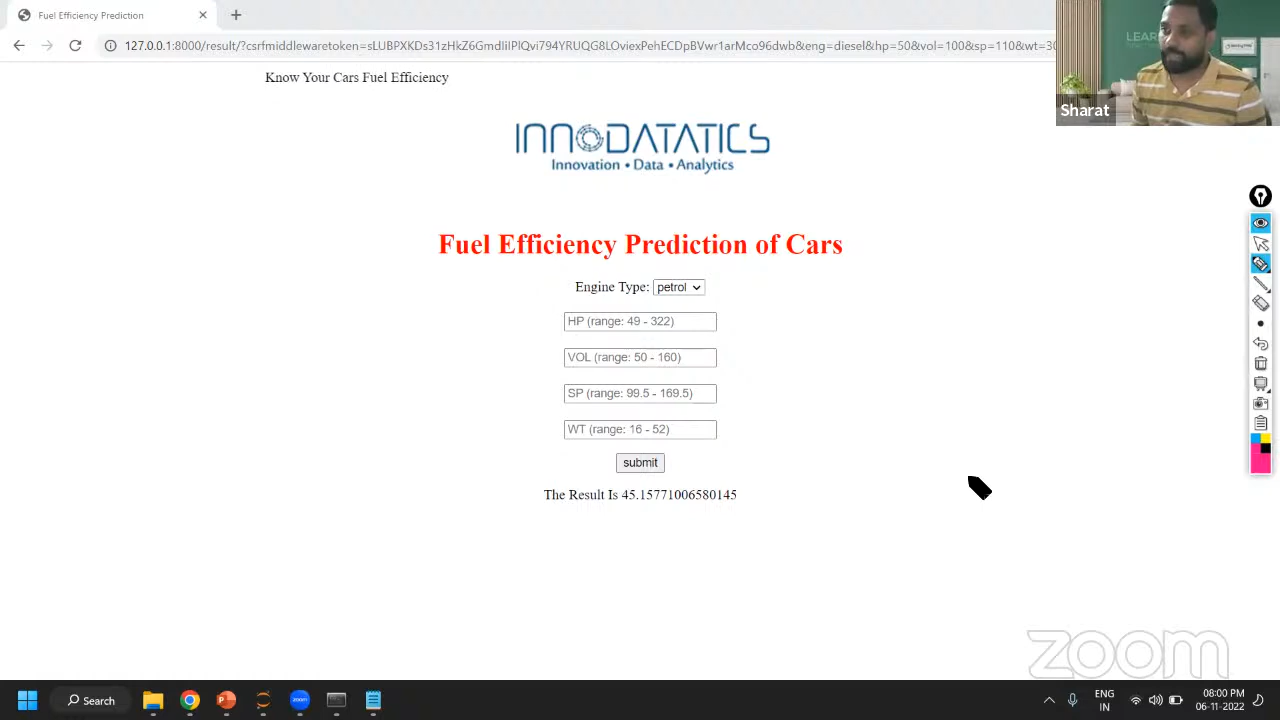 Fuel Efficiency Prediction
127.0.0.1:8000/result/?csrfmiddlewaretoken=
&eng=diesel&hp=50&vol=100&sp=110&wt=30
LEAR
Sharat
Know Your Cars Fuel Efficiency
INNODATATICS
Innovation • Data • Analytics
Fuel Efficiency Prediction of Cars
Engine Type: petrol
HP (range: 49 - 322)
VOL (range: 50 - 160)
SP (range: 99.5 - 169.5)
WT (range: 16 - 52)
submit
The Result Is 45.15771006580145
zoom
Search
zoom
ENG
IN
08:00 PM
06-11-2022